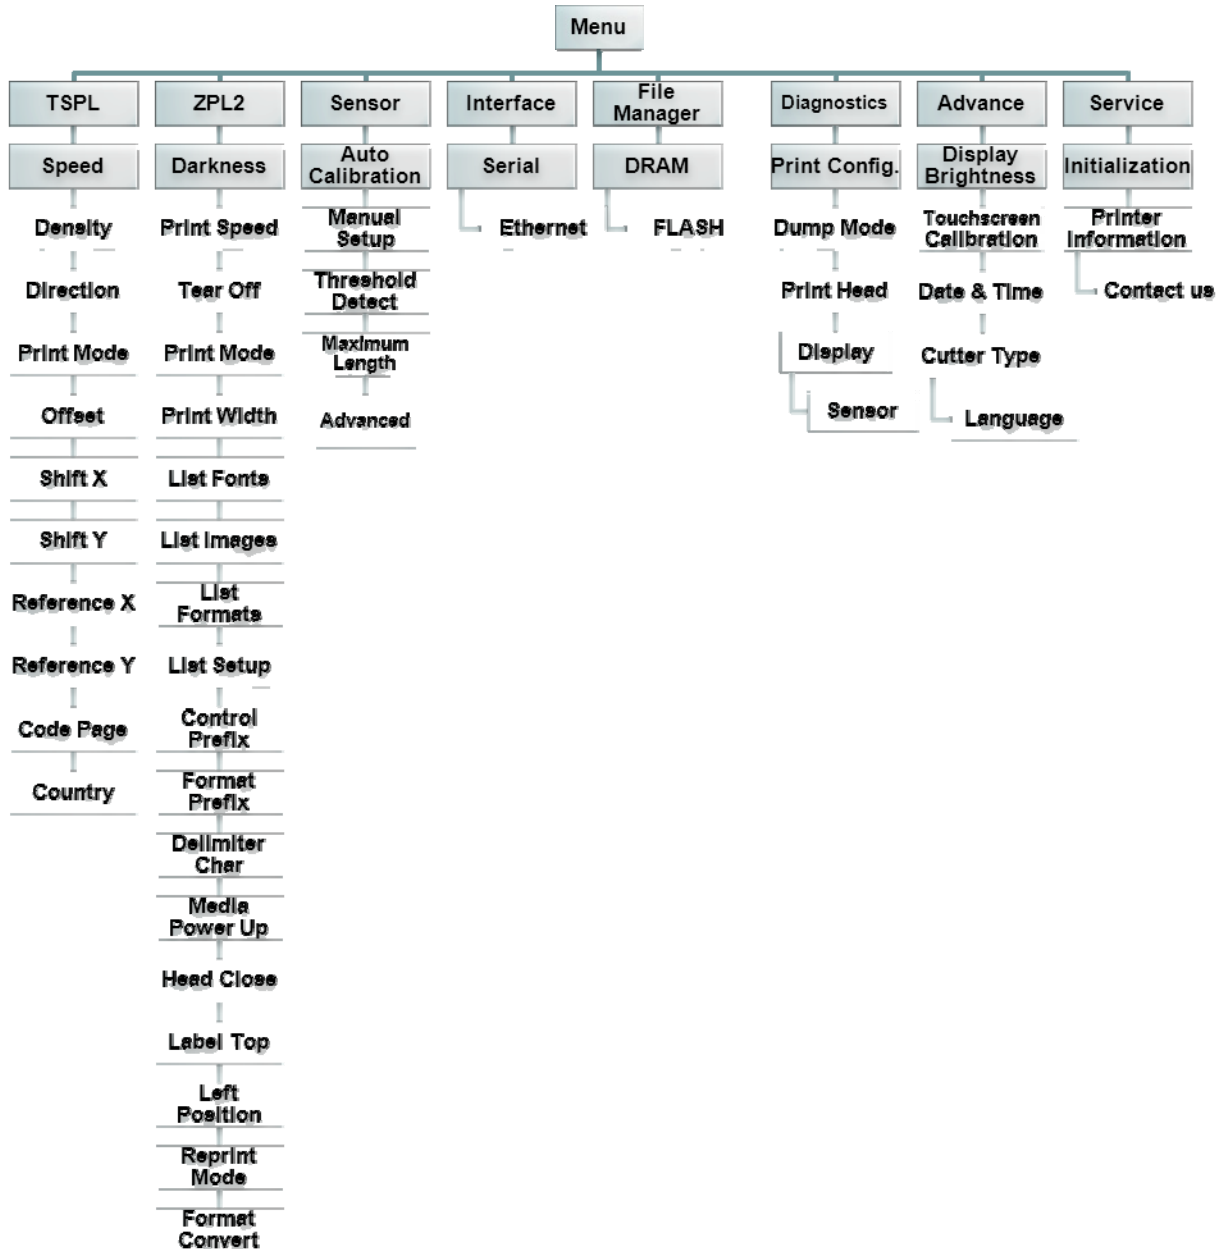 Menu
TSPL
Speed
Density
Direction
Print Mode
Offset
Shift X
Shift Y
Reference X
Reference Y
Code Page
Country
ZPL2
Darkness
Print Speed
Tear Off
Print Mode
Print Width
List Fonts
List Images
List
Formats
List Setup
Control
Prefix
Format
Prefix
Delimiter
Char
Media
Power Up
Head Close
Label Top
Left
Position
Reprint
Mode
Format
Convert
Sensor
Auto
Calibration
Manual
Setup
Threshold
Detect
Maximum
Length
Advanced
Interface
Serial
Ethernet
File
Manager
DRAM
FLASH
Diagnostics
Print Config.
Dump Mode
Print Head
Display
Sensor
Advance
Display
Brightness
Touchscreen
Calibration
Date & Time
Cutter Type
Language
Service
Initialization
Printer
Information
Contact us